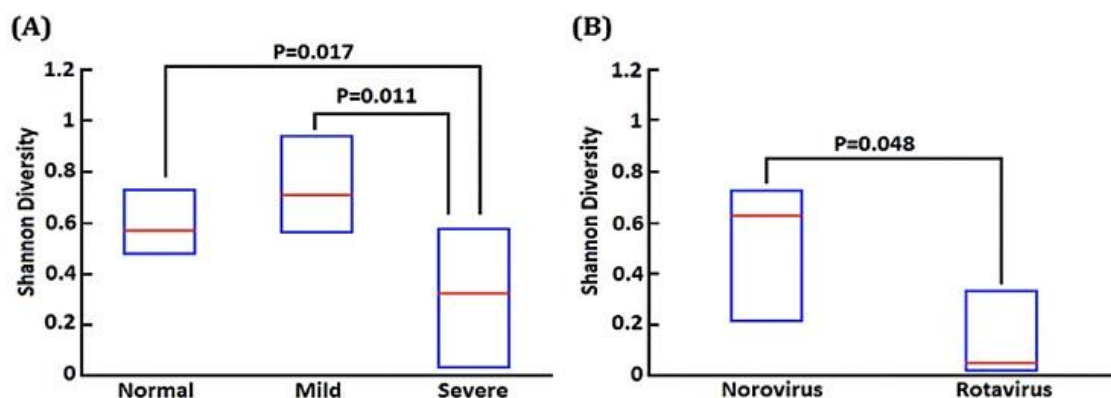 (A)
P=0.017
P=0.011
Shannon Diversity
1.2
1
0.8
0.6
0.4
0.2
0
Normal Mild Severe
(B)
P=0.048
Shannon Diversity
1.2
1
0.8
0.6
0.4
0.2
0
Norovirus Rotavirus